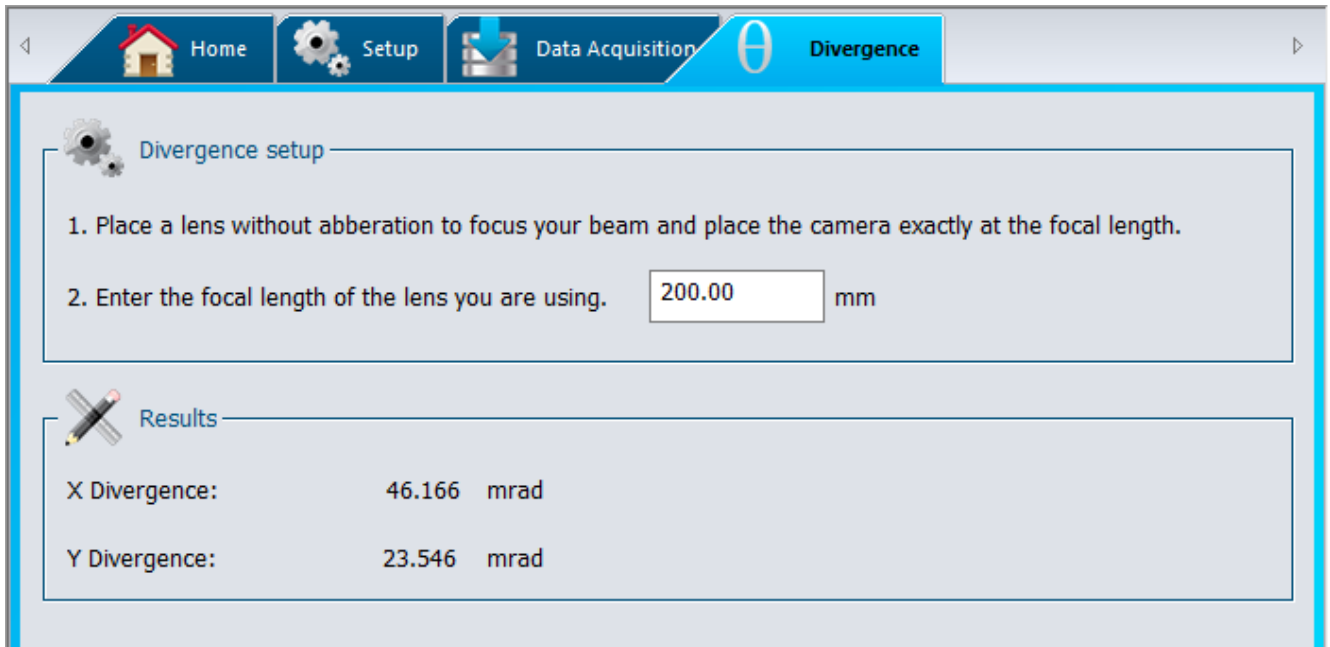 Home Setup Data Acquisition θ Divergence
Divergence setup
1. Place a lens without abberation to focus your beam and place the camera exactly at the focal length.
2. Enter the focal length of the lens you are using. 200.00 mm
Results
X Divergence: 46.166 mrad
Y Divergence: 23.546 mrad